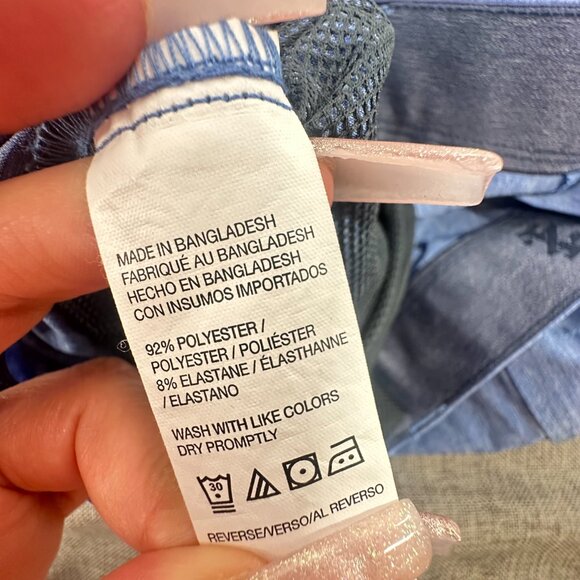 MADE IN BANGLADESH
FABRIQUÉ AU BANGLADESH
HECHO EN BANGLADESH
CON INSUMOS IMPORTADOS
92% POLYESTER /
POLYESTER / POLIÉSTER
8% ELASTANE / ÉLASTHANNE
/ ELASTANO
WASH WITH LIKE COLORS
DRY PROMPTLY
30
REVERSE/VERSO/AL REVERSO